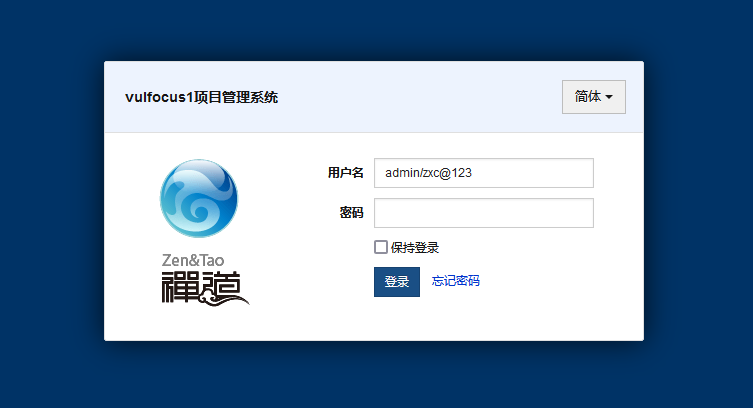 vulfocus1项目管理系统
简体
用户名
admin/zxc@123
密码
保持登录
登录 忘记密码
Zen&Tao
禪道